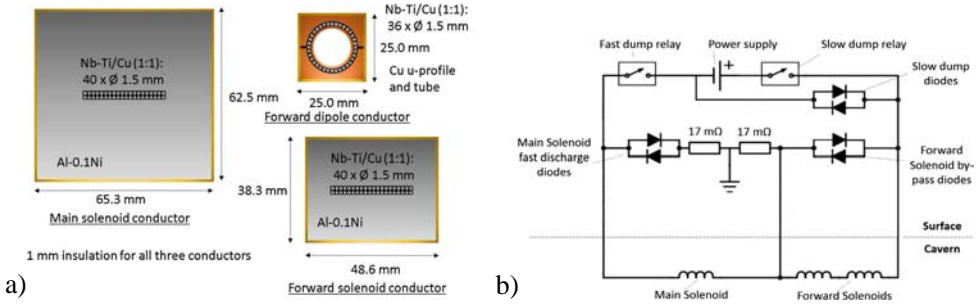 Nb-Ti/Cu (1:1):
40 x Ø 1.5 mm
Al-0.1Ni
62.5 mm
65.3 mm
Main solenoid conductor
1 mm insulation for all three conductors
a)
Nb-Ti/Cu (1:1):
36 x Ø 1.5 mm
25.0 mm
Cu u-profile
and tube
25.0 mm
Forward dipole conductor
Nb-Ti/Cu (1:1):
40 x Ø 1.5 mm
38.3 mm
Al-0.1Ni
48.6 mm
Forward solenoid conductor
b)
Fast dump relay
Power supply
Slow dump relay
+
Slow dump
diodes
Main Solenoid
fast discharge
diodes
17 mΩ
17 mΩ
Forward
Solenoid by-
pass diodes
Surface
Cavern
Main Solenoid
Forward Solenoids